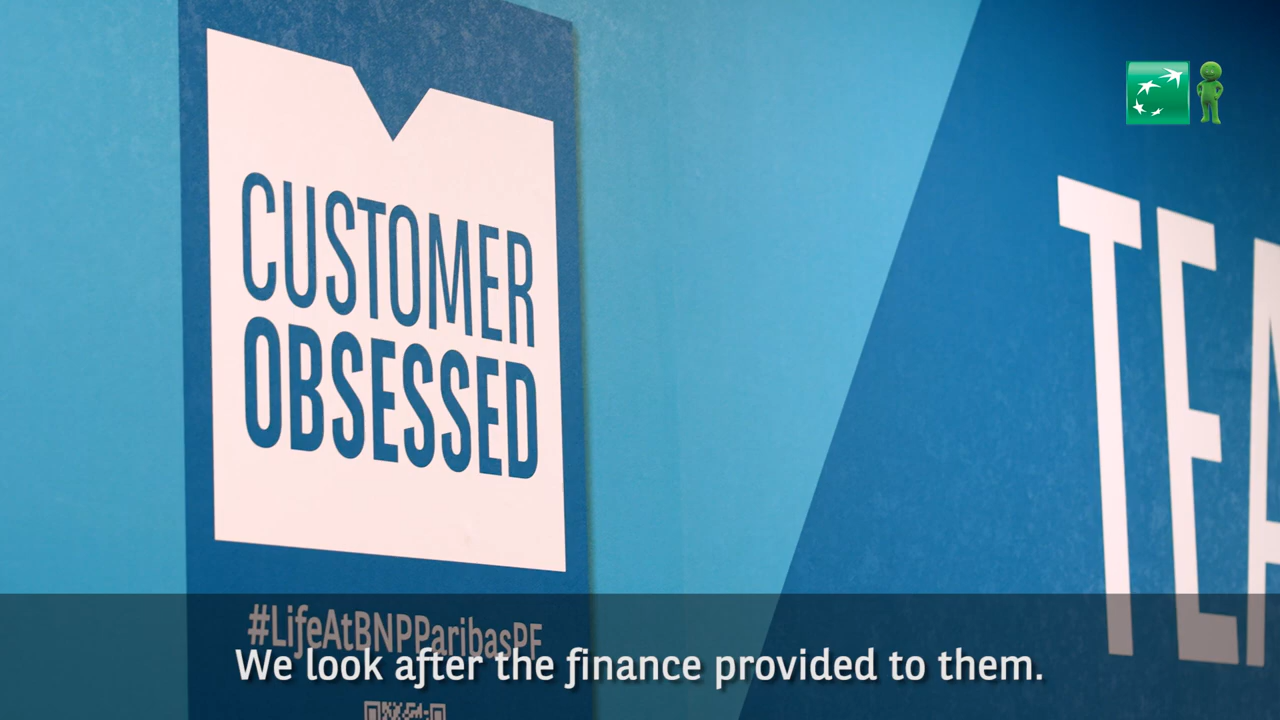 CUSTOMER
OBSESSED
#LifeAtBNPParibasPF
We look after the finance provided to them.